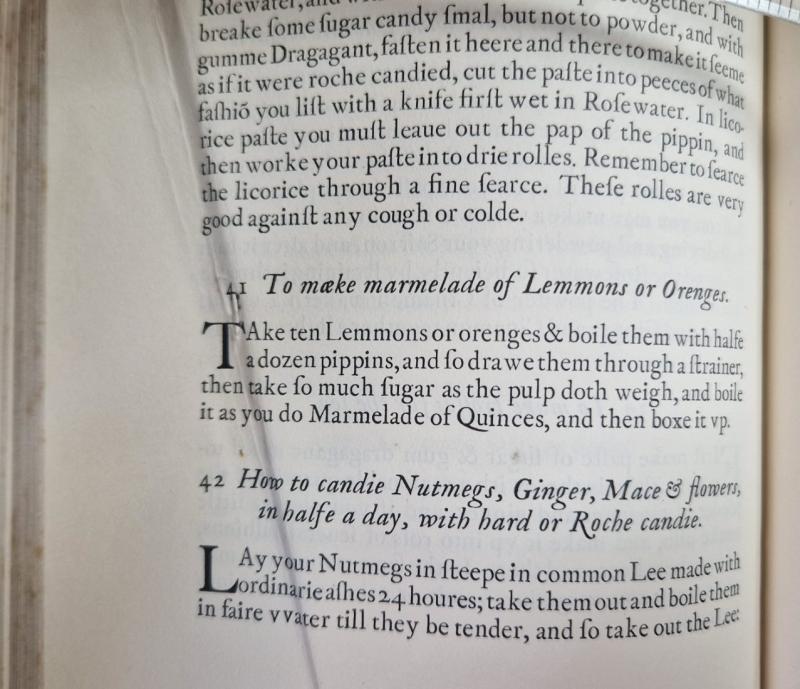 Roſewater, and
together. Then
breake ſome ſugar candy ſmal, but not to powder, and with
gumme Dragagant, faſten it heere and there to make it ſeeme
as if it were roche candied, cut the paſte into peeces of what
faſhiõ you liſt with a knife firſt wet in Roſewater. In lico-
rice paſte you muſt leaue out the pap of the pippin, and
then worke your paſte into drie rolles. Remember to ſearce
the licorice through a fine ſearce. Theſe rolles are very
good againſt any cough or colde.
41 To mæke marmelade of Lemmons or Orenges.
TAke ten Lemmons or orenges & boile them with halfe
a dozen pippins, and ſo drawe them through a ſtrainer,
then take ſo much ſugar as the pulp doth weigh, and boile
it as you do Marmelade of Quinces, and then boxe it vp.
42 How to candie Nutmegs, Ginger, Mace & flowers,
in halfe a day, with hard or Roche candie.
LAy your Nutmegs in ſteepe in common Lee made with
ordinarie aſhes 24 houres; take them out and boile them
in faire vvater till they be tender, and ſo take out the Lee: